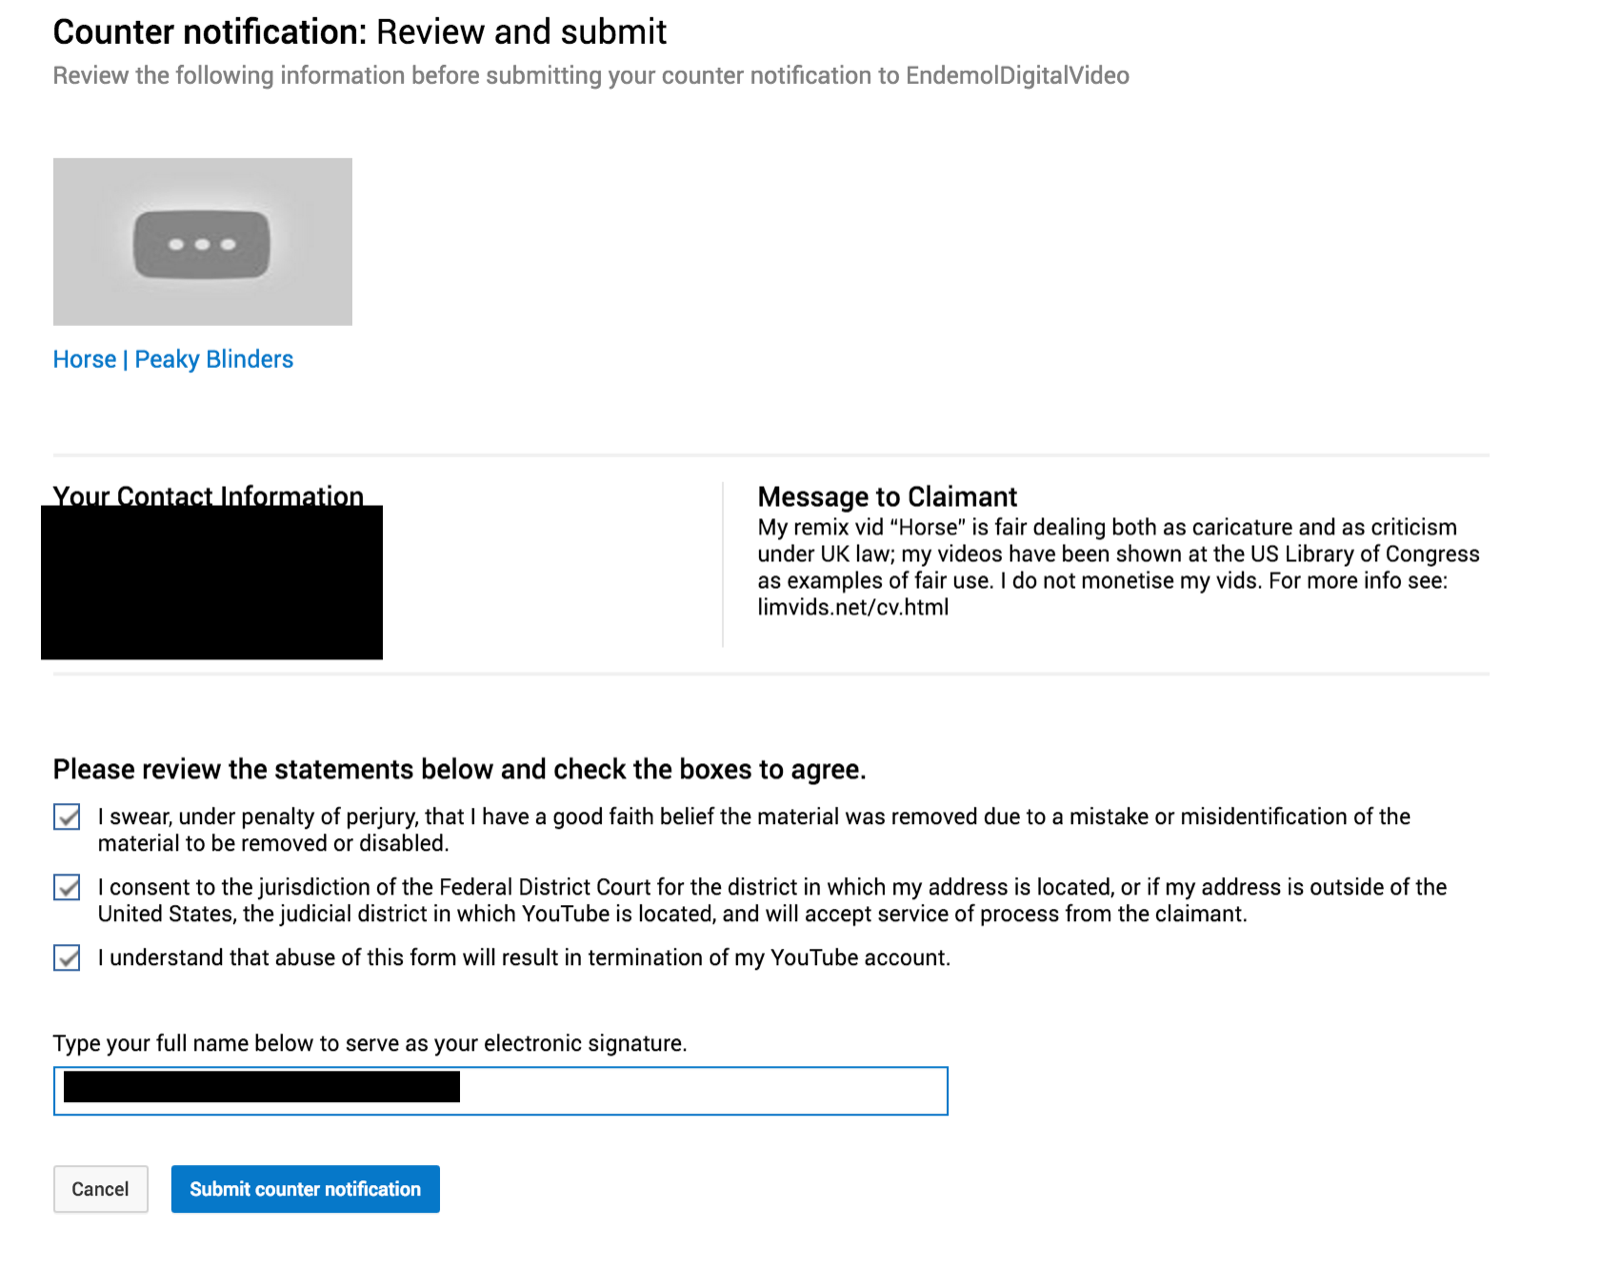 Counter notification: Review and submit
Review the following information before submitting your counter notification to EndemolDigitalVideo
Horse | Peaky Blinders
Your Contact Information
Message to Claimant
My remix vid “Horse” is fair dealing both as caricature and as criticism
under UK law; my videos have been shown at the US Library of Congress
as examples of fair use. I do not monetise my vids. For more info see:
limvids.net/cv.html
Please review the statements below and check the boxes to agree.
I swear, under penalty of perjury, that I have a good faith belief the material was removed due to a mistake or misidentification of the
material to be removed or disabled.
I consent to the jurisdiction of the Federal District Court for the district in which my address is located, or if my address is outside of the
United States, the judicial district in which YouTube is located, and will accept service of process from the claimant.
I understand that abuse of this form will result in termination of my YouTube account.
Type your full name below to serve as your electronic signature.
Cancel
Submit counter notification